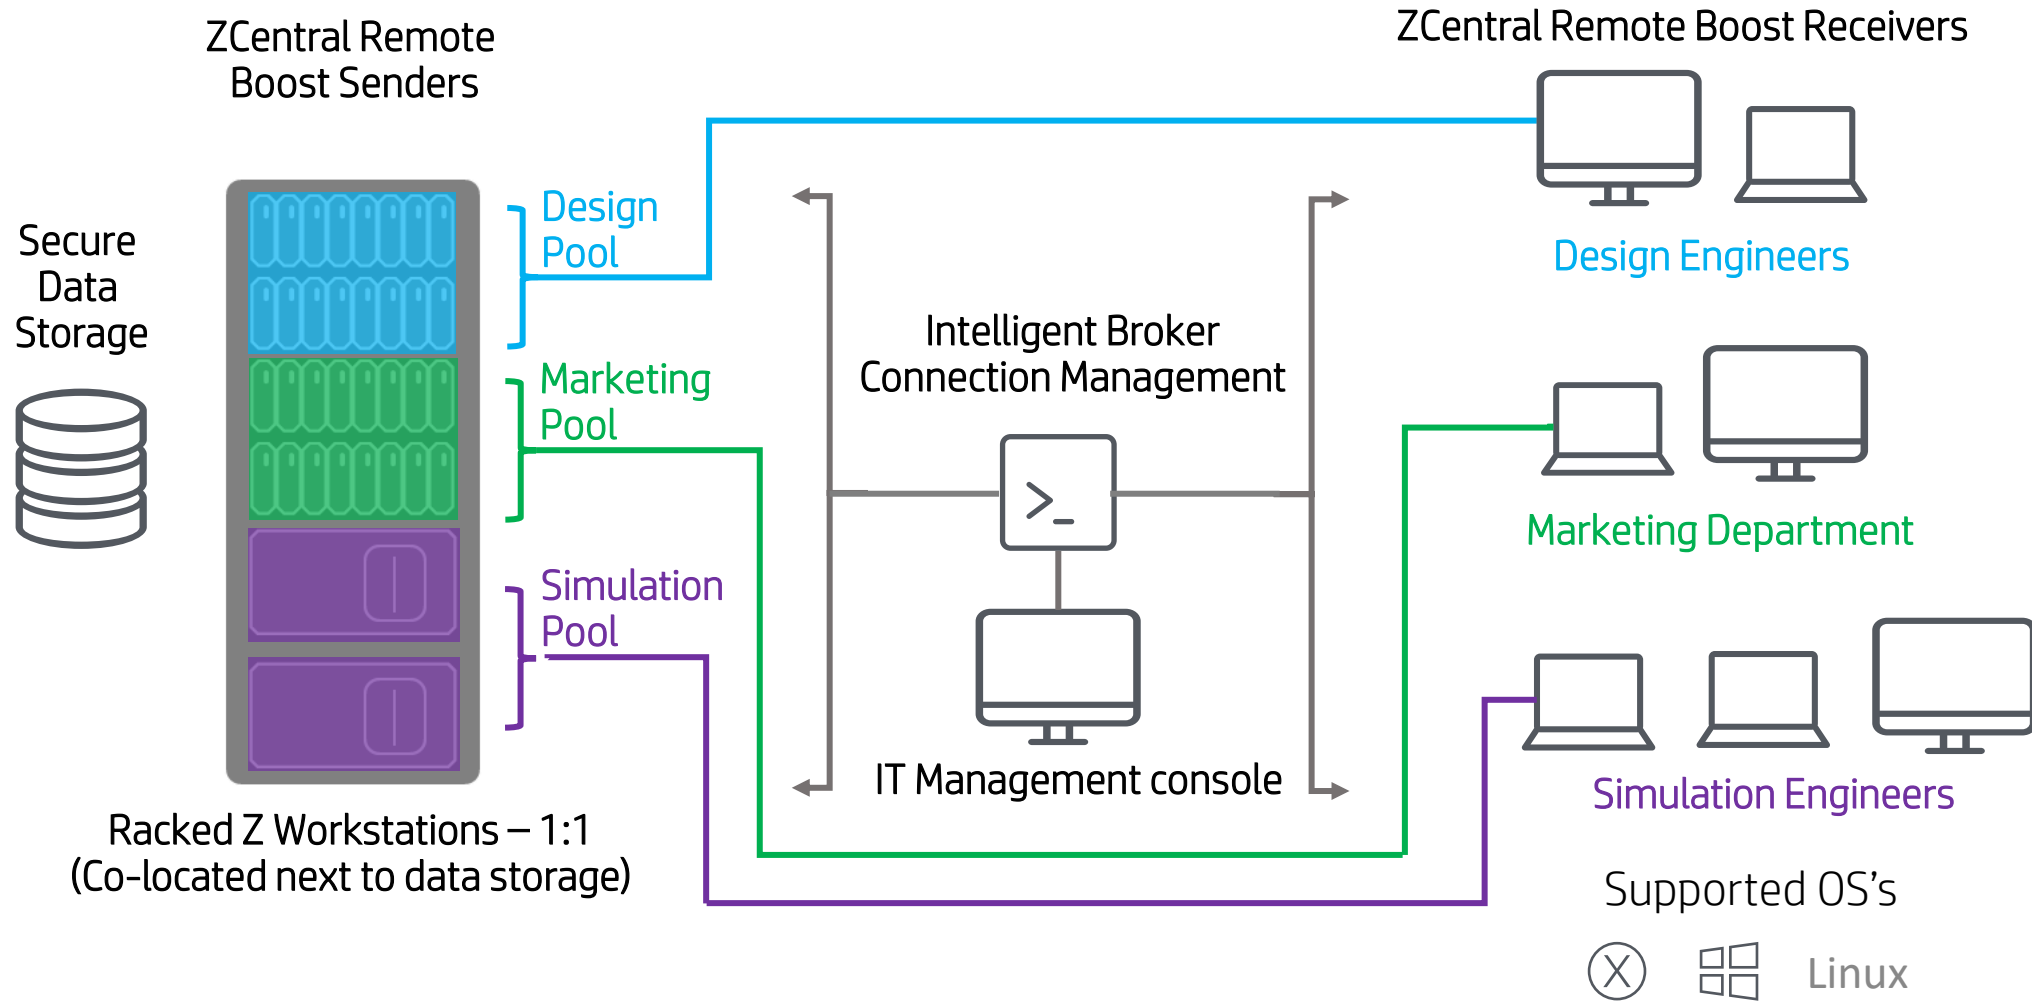 ZCentral Remote
Boost Senders
ZCentral Remote Boost Receivers
Secure
Data
Storage
Design
Pool
Marketing
Pool
Simulation
Pool
Intelligent Broker
Connection Management
>_
IT Management console
Design Engineers
Marketing Department
Simulation Engineers
Racked Z Workstations – 1:1
(Co-located next to data storage)
Supported OS’s
X
Linux